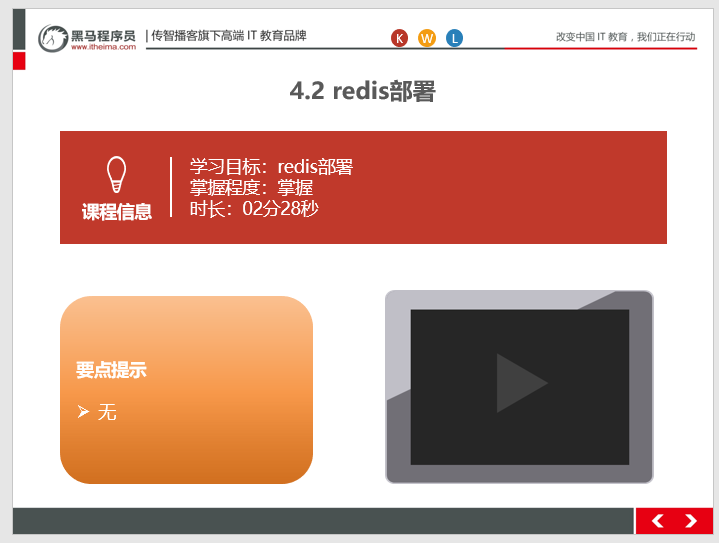 黑马程序员
www.itheima.com
传智播客旗下高端 IT 教育品牌
K W L
改变中国 IT 教育，我们正在行动
4.2 redis部署
课程信息
学习目标：redis部署
掌握程度：掌握
时长：02分28秒
要点提示
无